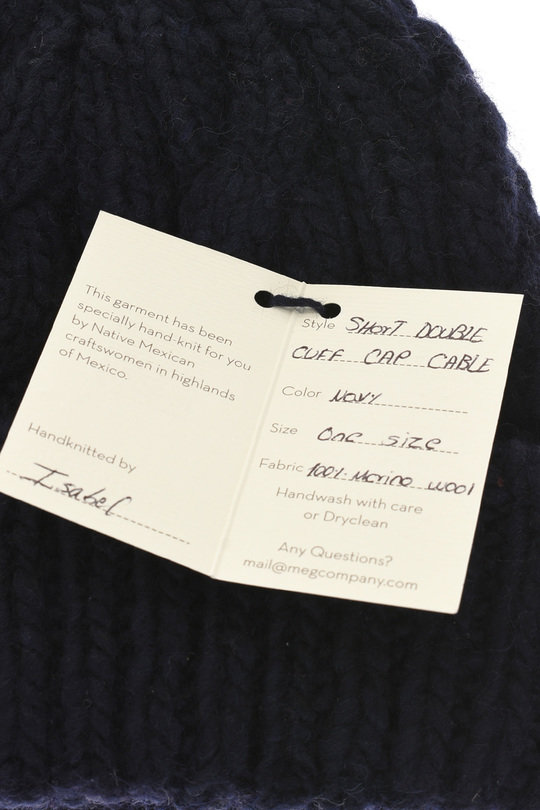 This garment has been
specially hand-knit for you
by Native Mexican
craftswomen in highlands
of Mexico.
Handknitted by
Isabel
Style SHORT DOUBLE
CUFF CAP CABLE
Color NAVY
Size One size
Fabric 100% Merino wool
Handwash with care
or Dryclean
Any Questions?
mail@megcompany.com